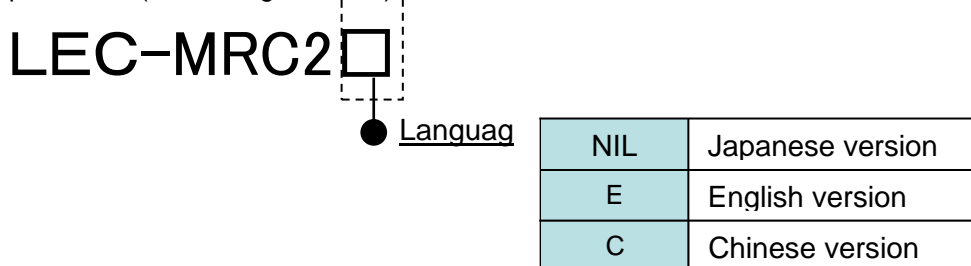 LEC-MRC2□
Languag
NIL Japanese version
E English version
C Chinese version